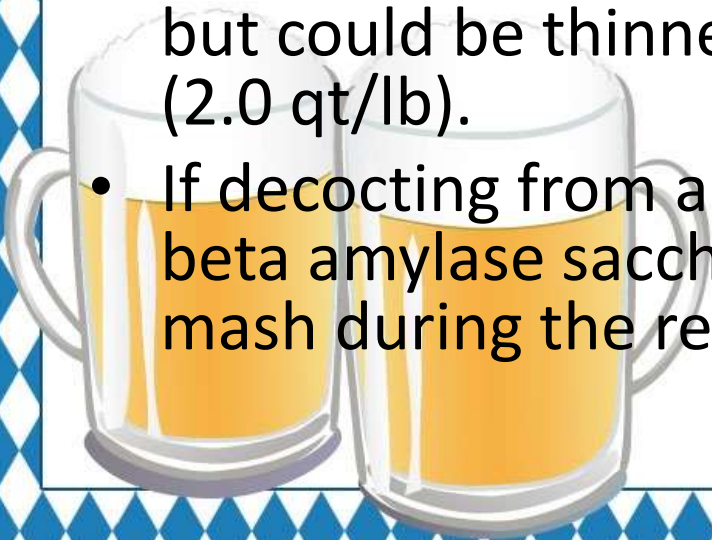 but could be thinne
(2.0 qt/lb).
• If decocting from a
beta amylase sacch
mash during the re